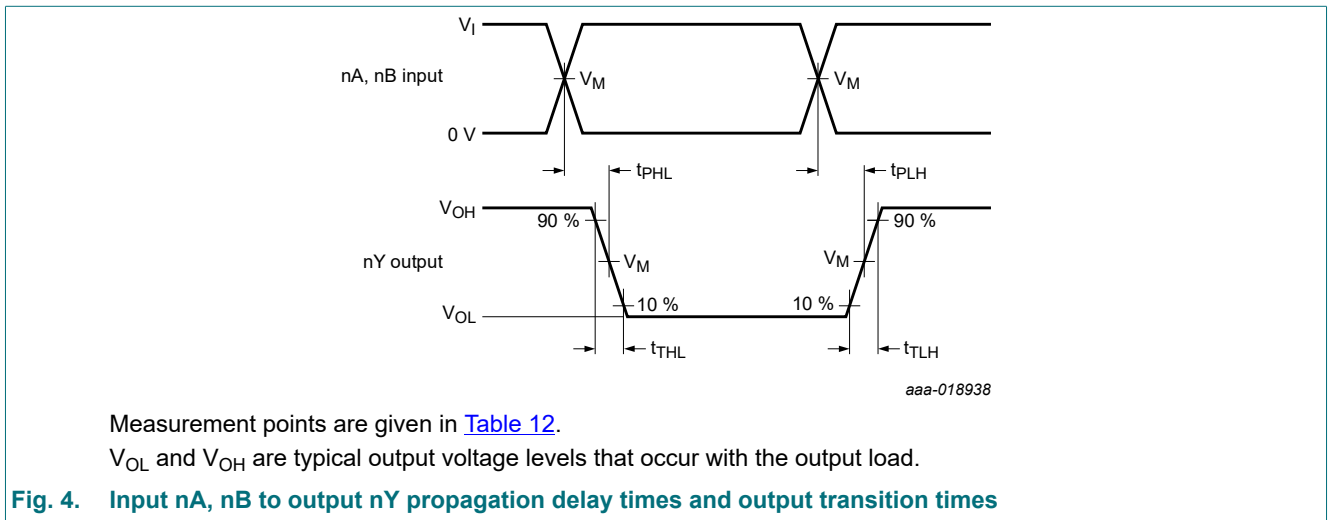 V_I
nA, nB input
V_M
V_M
0 V
t_PHL
t_PLH
V_OH
90 %
90 %
nY output
V_M
V_M
10 %
10 %
V_OL
t_THL
t_TLH
aaa-018938
Measurement points are given in Table 12.
V_OL and V_OH are typical output voltage levels that occur with the output load.
Fig. 4. Input nA, nB to output nY propagation delay times and output transition times